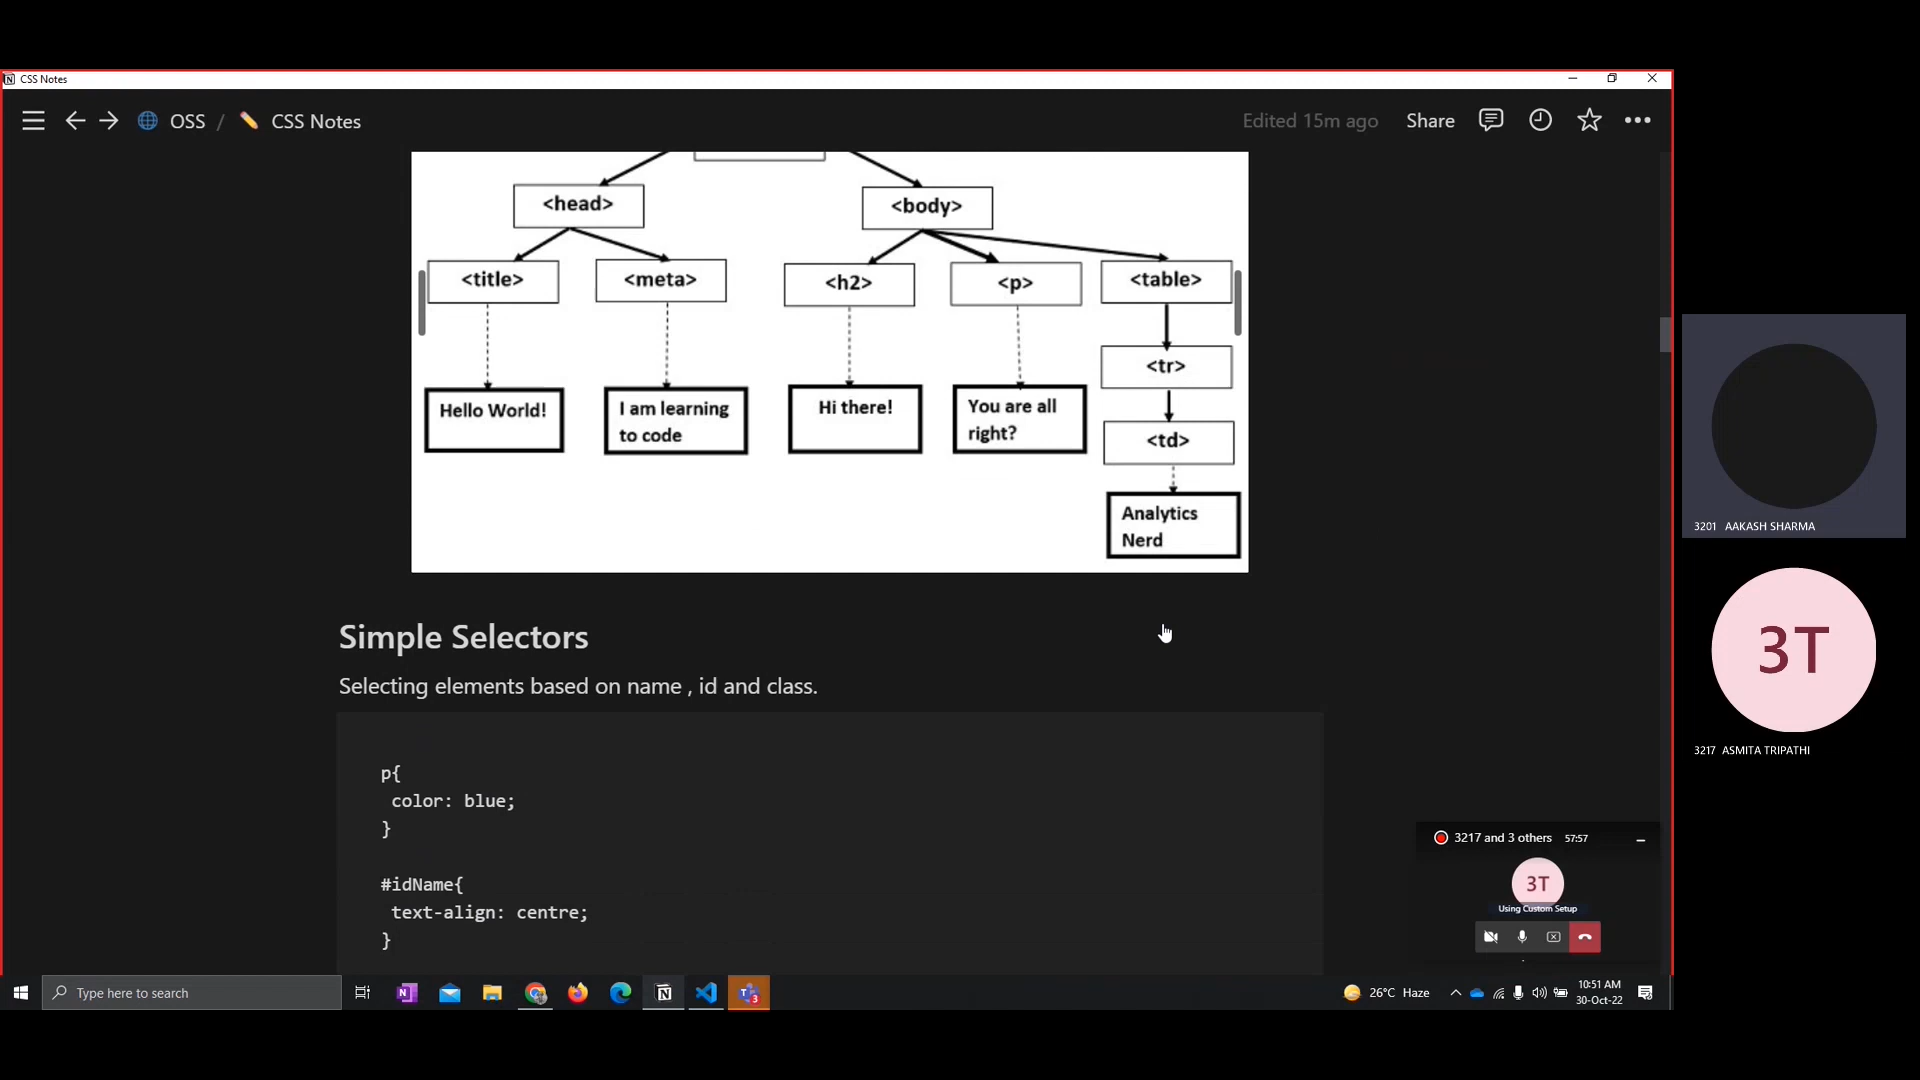 CSS Notes
OSS / CSS Notes
Edited 15m ago Share
<head> <body>
<title> <meta> <h2> <p> <table>
<tr>
Hello World! I am learning to code Hi there! You are all right?
<td>
Analytics
Nerd
Simple Selectors
Selecting elements based on name , id and class.
p{
color: blue;
}
#idName{
text-align: centre;
}
3217 and 3 others 57:57
3T
Using Custom Setup
3201 AAKASH SHARMA
3T
3217 ASMITA TRIPATHI
Type here to search
3
26°C Haze
10:51 AM
30-Oct-22